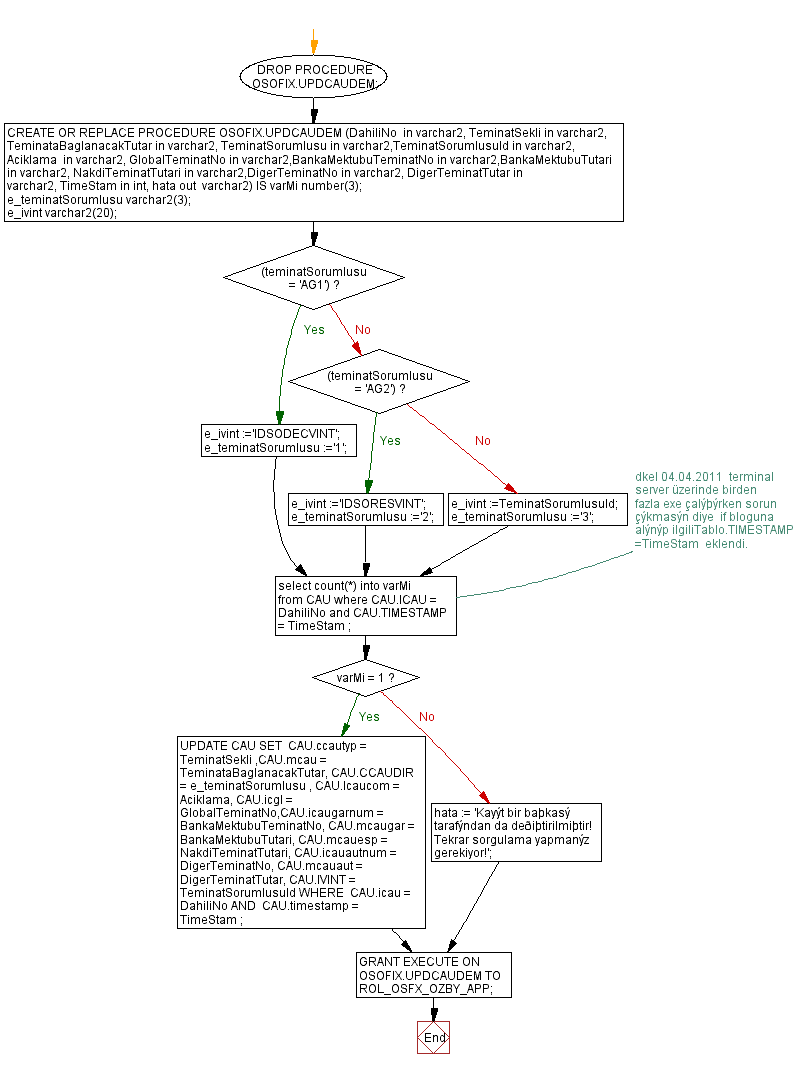 DROP PROCEDURE
OSOFIX.UPDCAUDEM;
CREATE OR REPLACE PROCEDURE OSOFIX.UPDCAUDEM (DahiliNo  in varchar2, TeminatSekli in varchar2,
TeminataBaglanacakTutar in varchar2, TeminatSorumlusu in varchar2,TeminatSorumlusuId in varchar2,
Aciklama  in varchar2, GlobalTeminatNo in varchar2,BankaMektubuTeminatNo in varchar2,BankaMektubuTutari
in varchar2, NakdiTeminatTutari in varchar2,DigerTeminatNo in varchar2, DigerTeminatTutar in
varchar2, TimeStam in int, hata out  varchar2) IS varMi number(3);
e_teminatSorumlusu varchar2(3);
e_ivint varchar2(20);
(teminatSorumlusu
= 'AG1') ?
Yes
No
(teminatSorumlusu
= 'AG2') ?
e_ivint :='IDSODECVINT';
e_teminatSorumlusu :='1';
Yes
No
e_ivint :='IDSORESVINT';
e_teminatSorumlusu :='2';
e_ivint :=TeminatSorumlusuId;
e_teminatSorumlusu :='3';
dkel 04.04.2011  terminal
server üzerinde birden
fazla exe çalýþýrken sorun
çýkmasýn diye  if bloguna
alýnýp ilgiliTablo.TIMESTAMP
=TimeStam  eklendi.
select count(*) into varMi
from CAU where CAU.ICAU =
DahiliNo and CAU.TIMESTAMP
= TimeStam ;
varMi = 1 ?
Yes
No
UPDATE CAU SET  CAU.ccautyp =
TeminatSekli ,CAU.mcau =
TeminataBaglanacakTutar, CAU.CCAUDIR
= e_teminatSorumlusu , CAU.lcaucom =
Aciklama, CAU.icgl =
GlobalTeminatNo,CAU.icaugarnum =
BankaMektubuTeminatNo, CAU.mcaugar =
BankaMektubuTutari, CAU.mcauesp =
NakdiTeminatTutari, CAU.icauautnum =
DigerTeminatNo, CAU.mcauaut =
DigerTeminatTutar, CAU.IVINT =
TeminatSorumlusuId WHERE  CAU.icau =
DahiliNo AND  CAU.timestamp =
TimeStam ;
hata := 'Kayýt bir baþkasý
tarafýndan da deðiþtirilmiþtir!
Tekrar sorgulama yapmanýz
gerekiyor!';
GRANT EXECUTE ON
OSOFIX.UPDCAUDEM TO
ROL_OSFX_OZBY_APP;
End